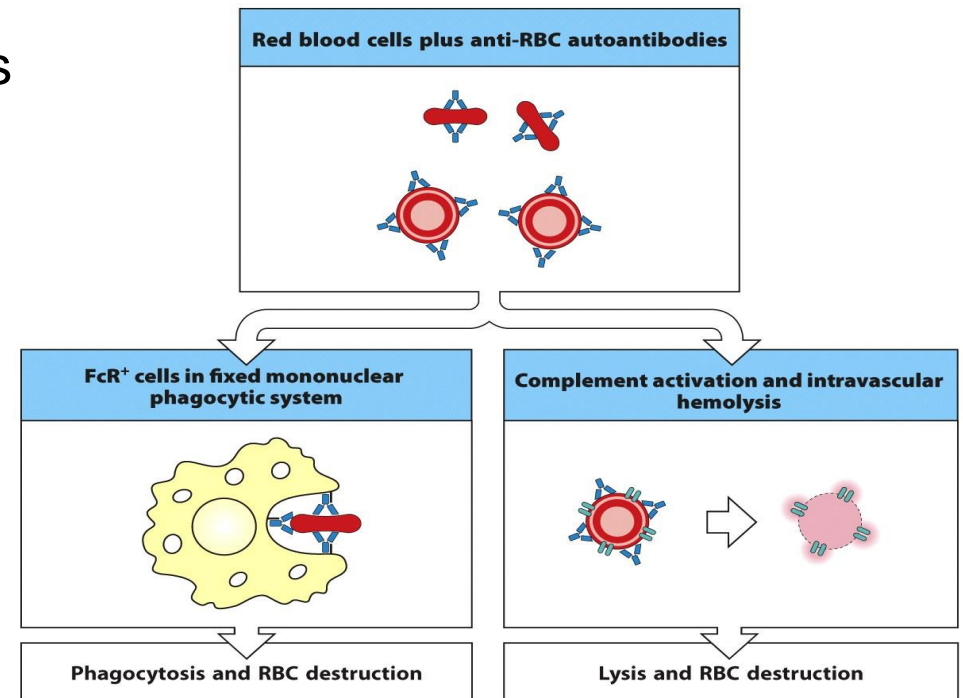 s
Red blood cells plus anti-RBC autoantibodies
FcR⁺ cells in fixed mononuclear
phagocytic system
Complement activation and intravascular
hemolysis
Phagocytosis and RBC destruction
Lysis and RBC destruction